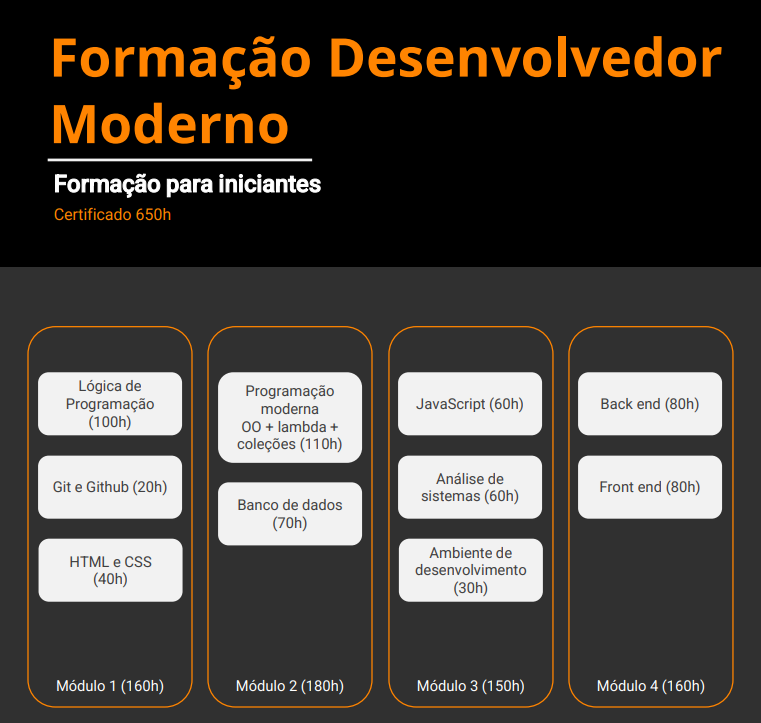 Formação Desenvolvedor
Moderno
Formação para iniciantes
Certificado 650h
Lógica de
Programação
(100h)
Git e Github (20h)
HTML e CSS
(40h)
Módulo 1 (160h)
Programação
moderna
OO + lambda +
coleções (110h)
Banco de dados
(70h)
Módulo 2 (180h)
JavaScript (60h)
Análise de
sistemas (60h)
Ambiente de
desenvolvimento
(30h)
Módulo 3 (150h)
Back end (80h)
Front end (80h)
Módulo 4 (160h)